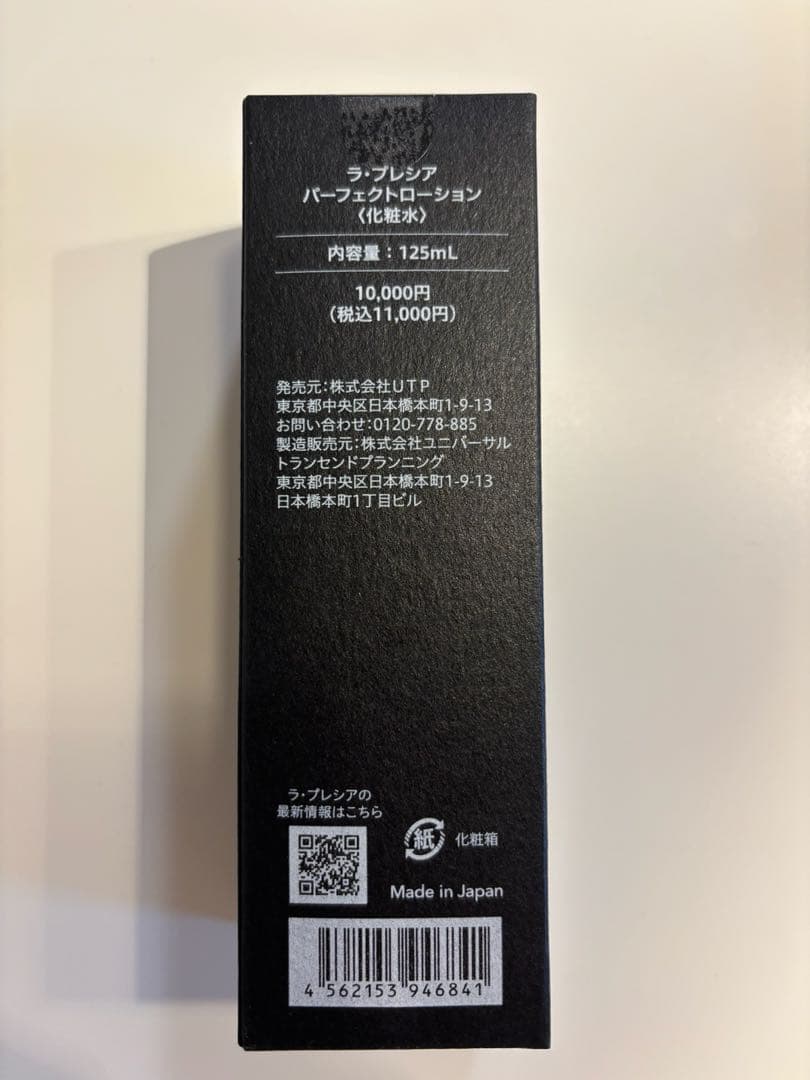 ラ・プレシア
パーフェクトローション
〈化粧水〉
内容量：125mL
10,000円
（税込11,000円）
発売元：株式会社UTP
東京都中央区日本橋本町1-9-13
お問い合わせ：0120-778-885
製造販売元：株式会社ユニバーサル
トランセンドプランニング
東京都中央区日本橋本町1-9-13
日本橋本町1丁目ビル
ラ・プレシアの
最新情報はこちら
紙 化粧箱
Made in Japan
4 562153 946841